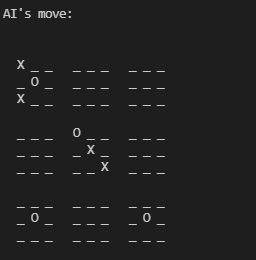 AI's move:
X _ _  _ _ _  _ _ _
_ O _  _ _ _  _ _ _
X _ _  _ _ _  _ _ _
_ _ _  O _ _  _ _ _
_ _ _  _ X _  _ _ _
_ _ _  _ _ X  _ _ _
_ _ _  _ _ _  _ _ _
_ O _  _ _ _  _ O _
_ _ _  _ _ _  _ _ _